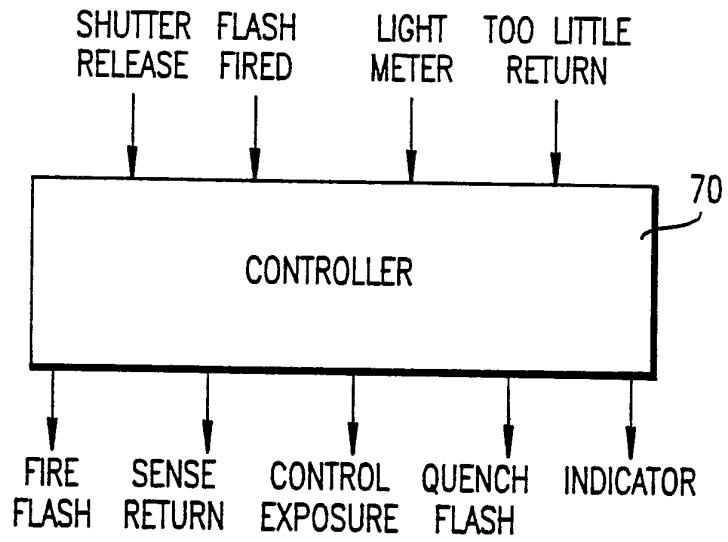 SHUTTER FLASH LIGHT TOO LITTLE
RELEASE FIRED METER RETURN
70
CONTROLLER
FIRE SENSE CONTROL QUENCH INDICATOR
FLASH RETURN EXPOSURE FLASH